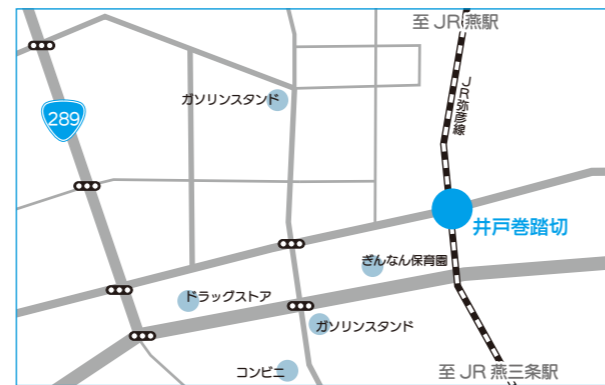 至 JR 燕駅
ガソリンスタンド
JR弥彦線
289
井戸巻踏切
ぎんなん保育園
ドラッグストア
ガソリンスタンド
コンビニ
至 JR 燕三条駅